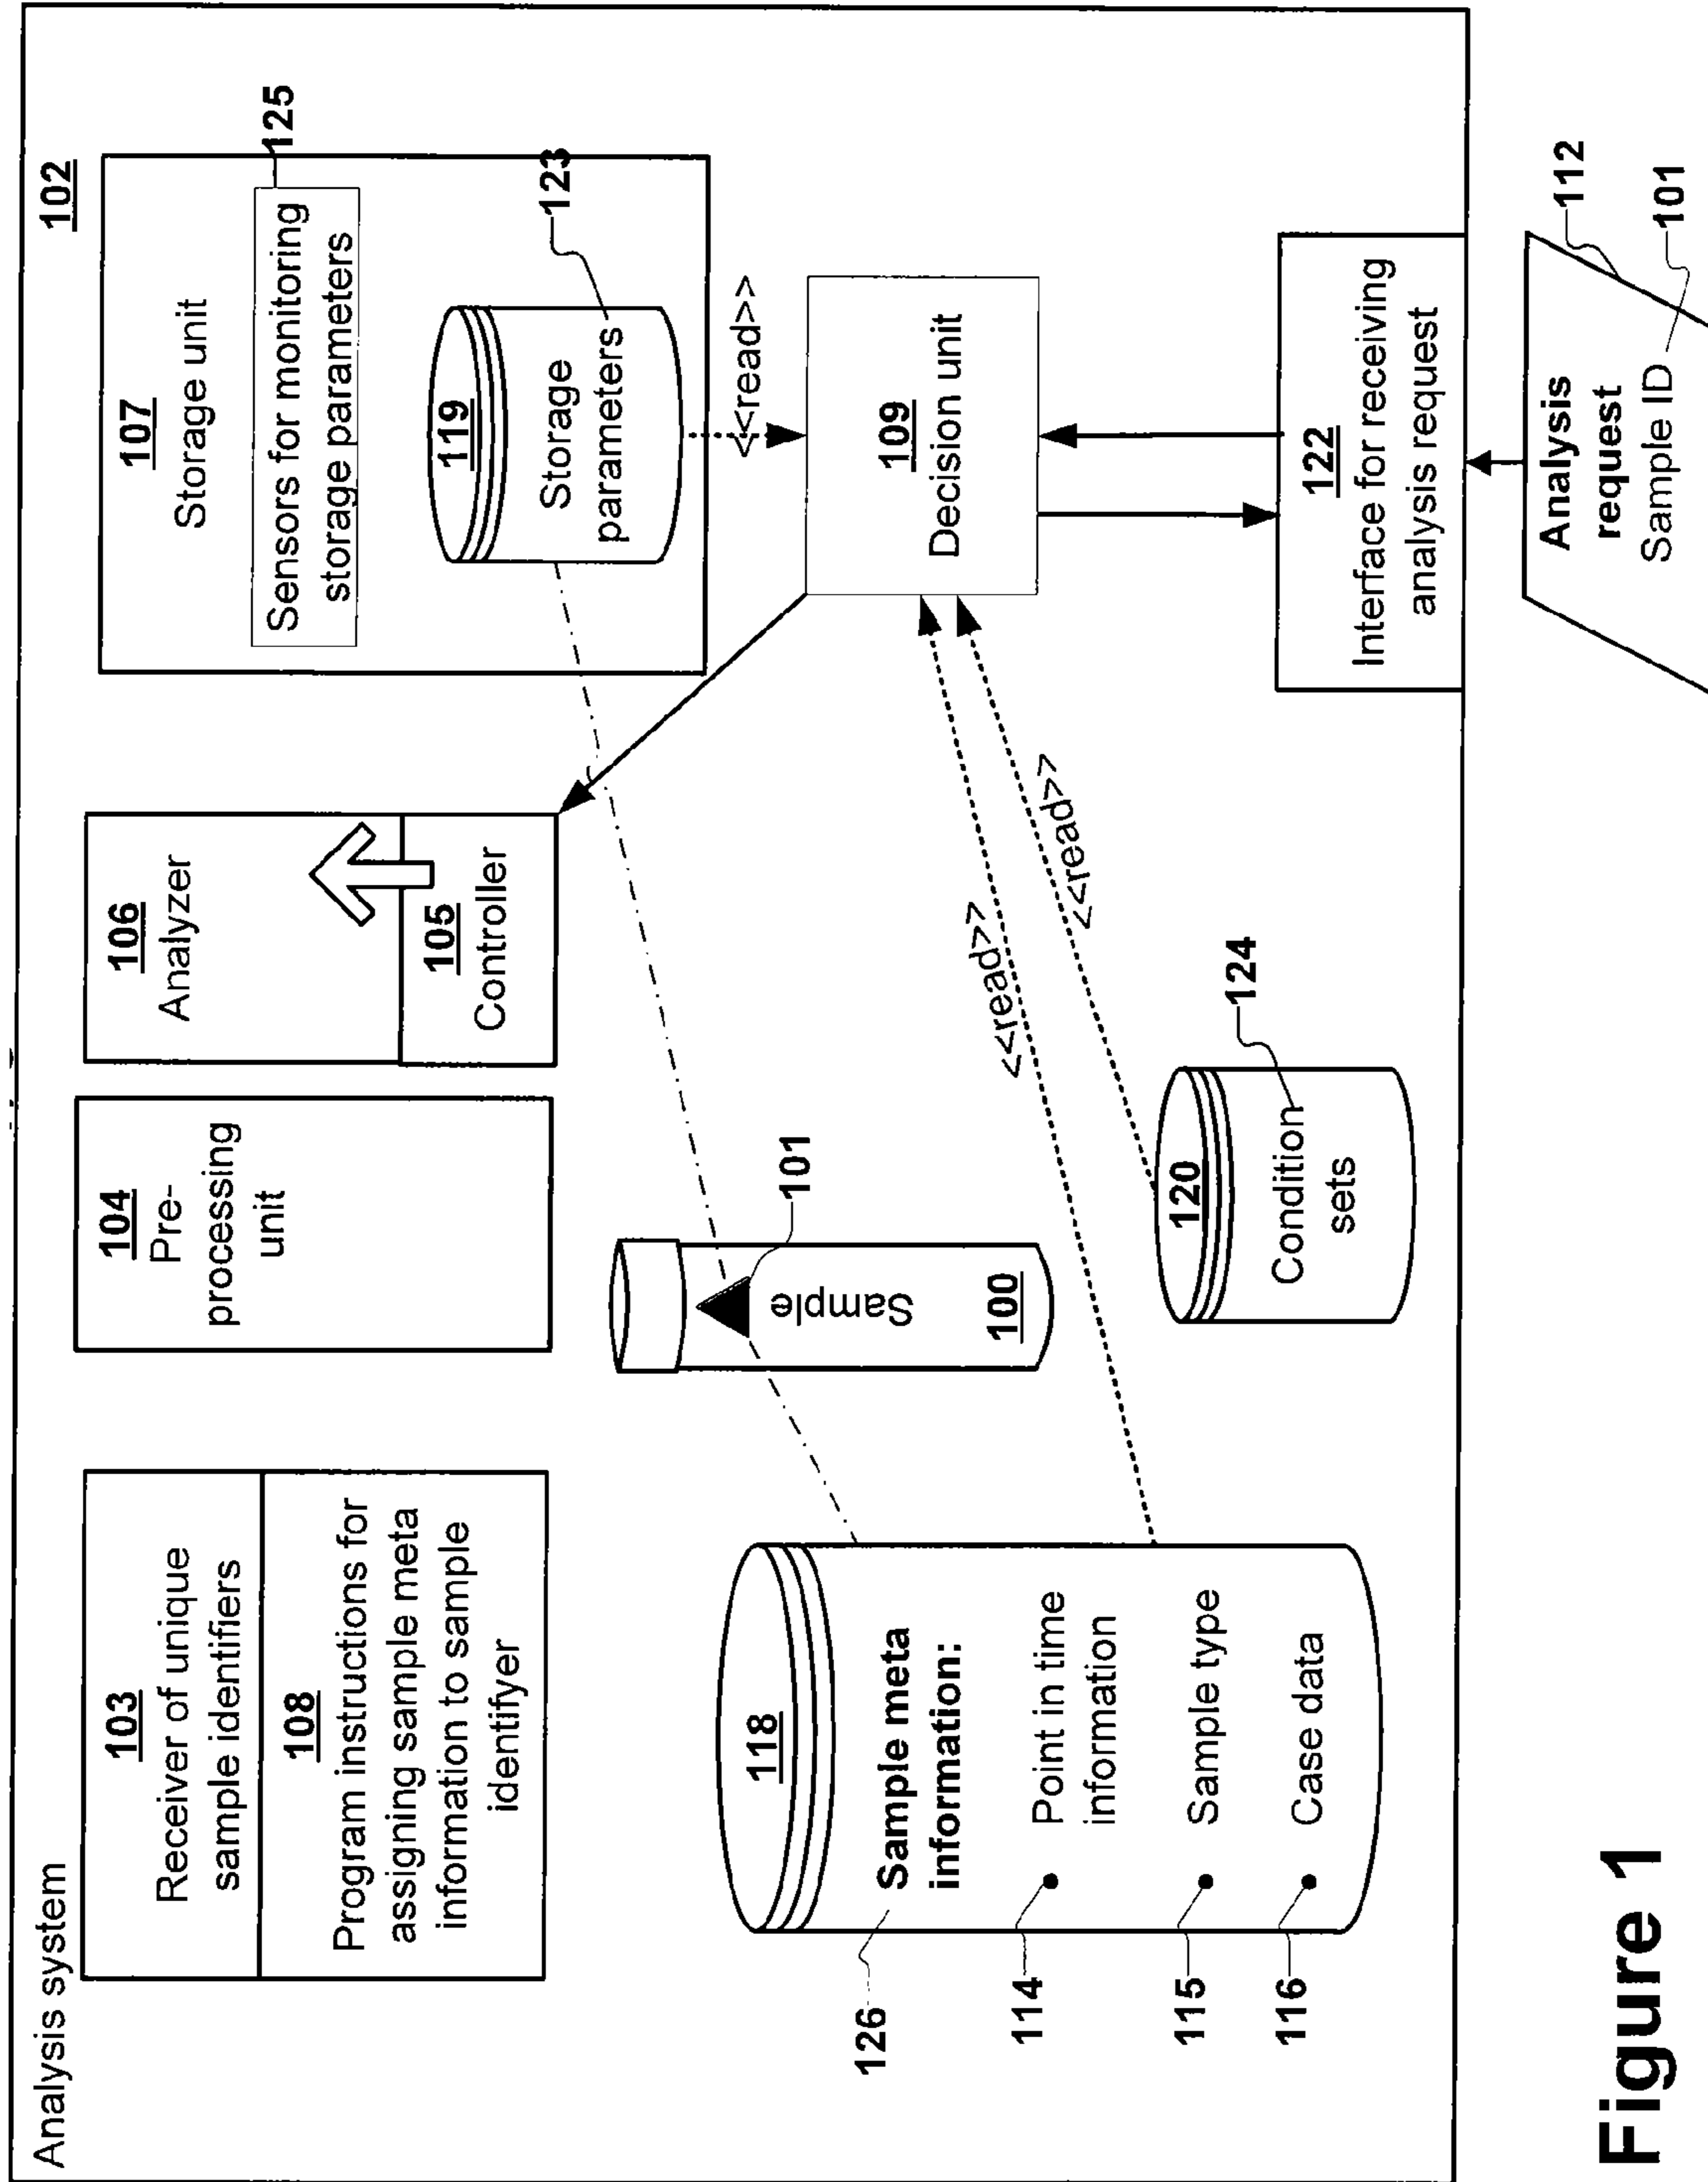 Analysis system
102
103
Receiver of unique
sample identifiers
108
Program instructions for
assigning sample meta
information to sample
identifyer
104
Pre-
processing
unit
106
Analyzer
105
Controller
107
Storage unit
125
Sensors for monitoring
storage parameters
119
Storage
parameters
123
<<read>>
109
Decision unit
101
Sample
100
118
126
Sample meta
information:
114
Point in time
information
115
Sample type
116
Case data
<<read>>
<<read>>
120
Condition
sets
124
122
Interface for receiving
analysis request
Analysis
request
Sample ID
112
101
Figure 1